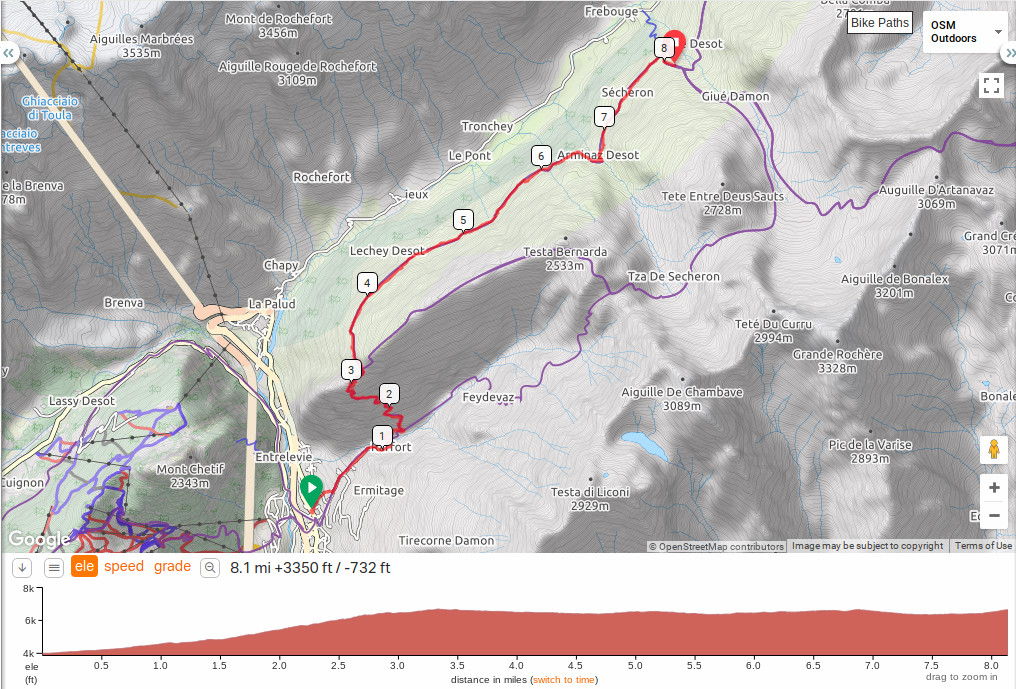 Mont de Rochefort
3456m
Aiguilles Marbrées
3535m
Aiguille Rouge de Rochefort
3109m
Frebouge
Bike Paths
OSM
Outdoors
«
»
8
Desot
Ghiacciaio
di Toula
acciaio
ntreves
Sécheron
Giué Damon
7
Tronchey
Le Pont
6
Arminaz Desot
Rochefort
e la Brenva
78m
ieux
Tete Entre Deus Sauts
2728m
Auguille D'Artanavaz
3069m
5
Lechey Desot
Testa Bernarda
2533m
Grand Cré
3071m
Chapy
4
Tza De Secheron
Aiguille de Bonalex
3201m
Brenva
La Palud
Teté Du Curru
2994m
Grande Rochère
3328m
3
2
Lassy Desot
Feydevaz
Aiguille De Chambave
3089m
Bonale
1
Entrelevie
Pic de la Varise
2893m
Mont Chetif
2343m
Cuignon
Ermitage
Testa di Liconi
2929m
Tirecorne Damon
Google
© OpenStreetMap contributors
Image may be subject to copyright
Terms of Use
ele
speed
grade
8.1 mi +3350 ft / -732 ft
8k
6k
4k
ele
(ft)
0.5 1.0 1.5 2.0 2.5 3.0 3.5 4.0 4.5 5.0 5.5 6.0 6.5 7.0 7.5 8.0
distance in miles (switch to time)
drag to zoom in